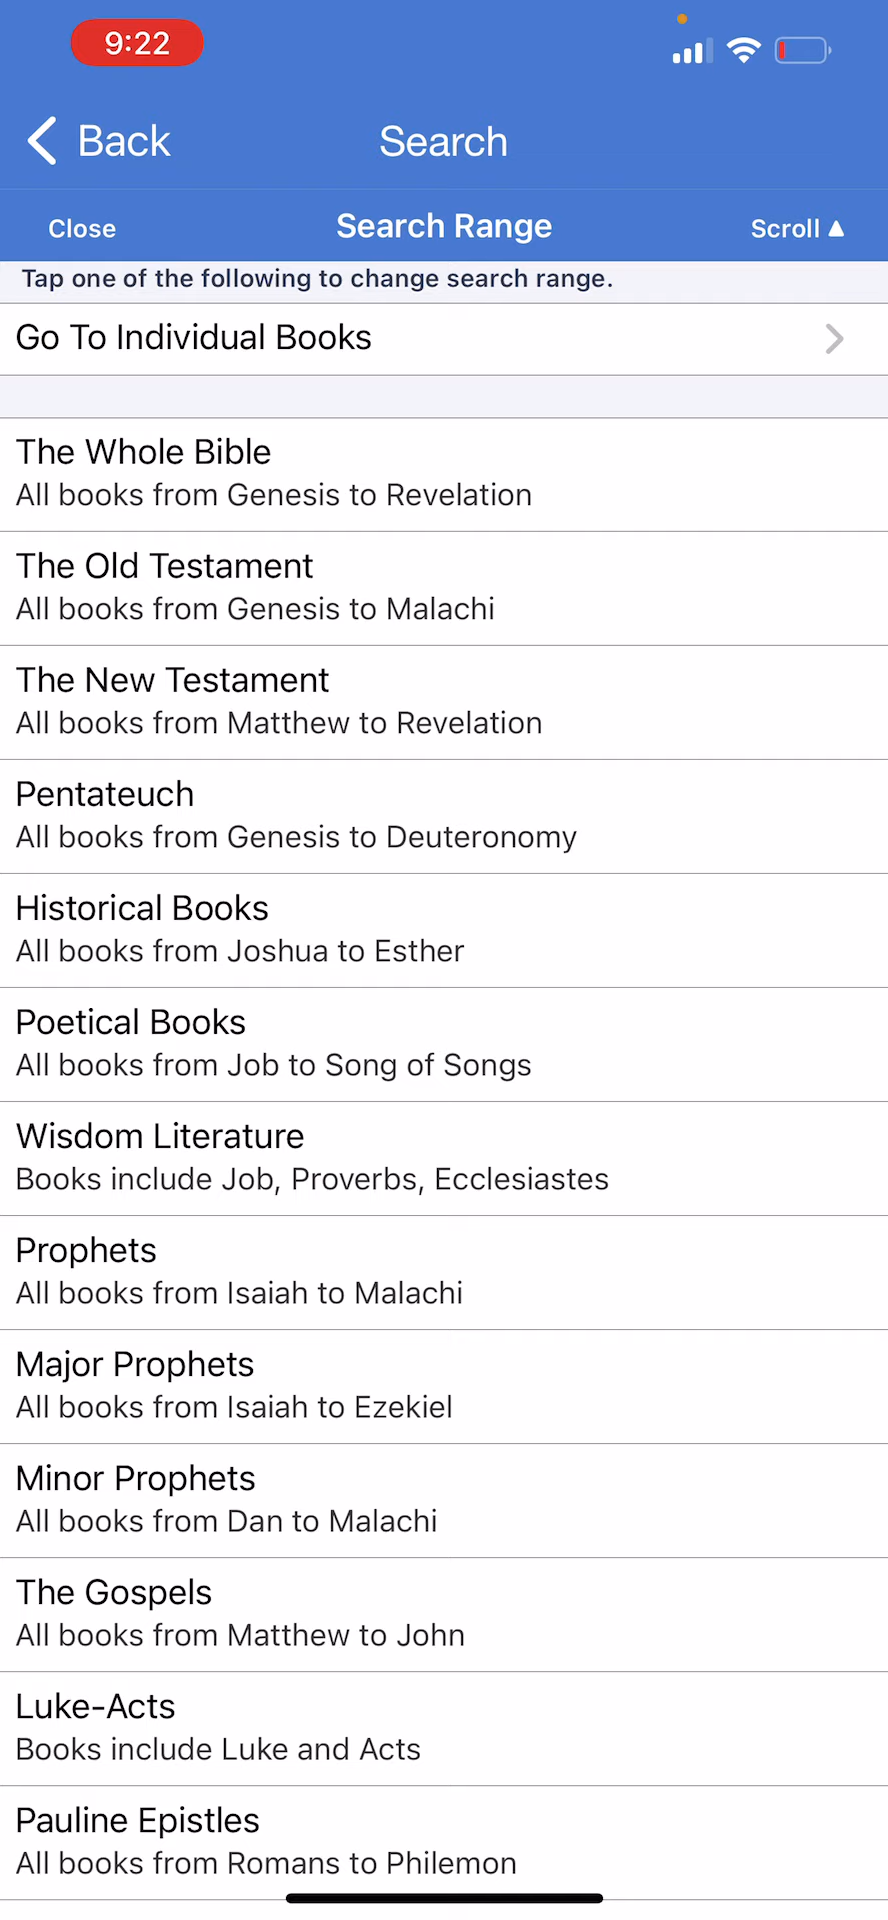 9:22
Back
Search
Close
Search Range
Scroll ▲
Tap one of the following to change search range.
Go To Individual Books
The Whole Bible
All books from Genesis to Revelation
The Old Testament
All books from Genesis to Malachi
The New Testament
All books from Matthew to Revelation
Pentateuch
All books from Genesis to Deuteronomy
Historical Books
All books from Joshua to Esther
Poetical Books
All books from Job to Song of Songs
Wisdom Literature
Books include Job, Proverbs, Ecclesiastes
Prophets
All books from Isaiah to Malachi
Major Prophets
All books from Isaiah to Ezekiel
Minor Prophets
All books from Dan to Malachi
The Gospels
All books from Matthew to John
Luke-Acts
Books include Luke and Acts
Pauline Epistles
All books from Romans to Philemon